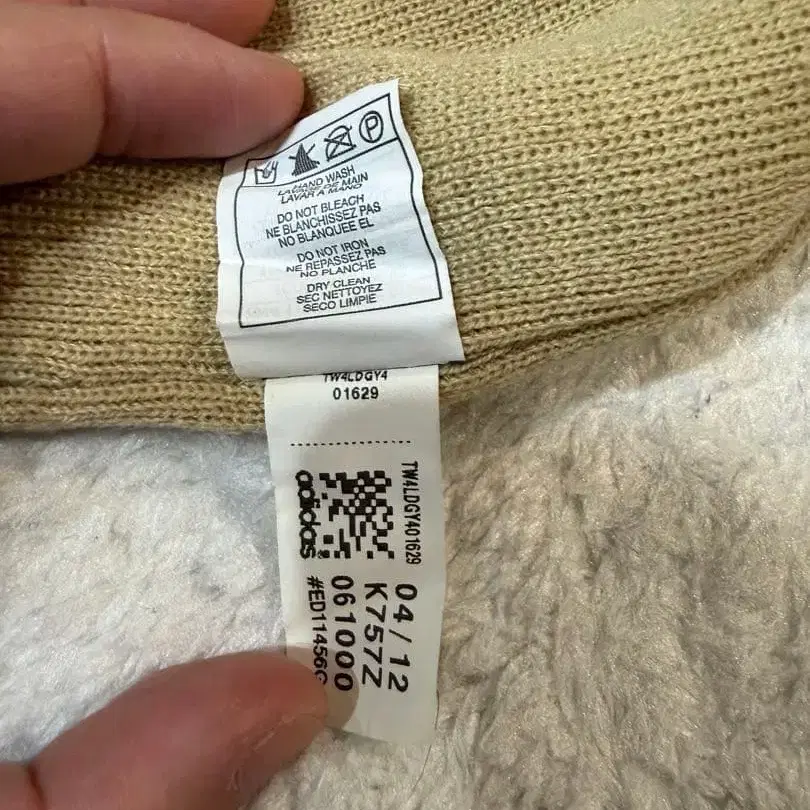 P
HAND WASH
LAVAGE DE MAIN
LAVAR A MANO
DO NOT BLEACH
NE BLANCHISSEZ PAS
NO BLANQUEE EL
DO NOT IRON
NE REPASSEZ PAS
NO PLANCHE
DRY CLEAN
SEC NETTOYEZ
SECO LIMPIE
TW4LDGY4
01629
TW4LDGY401629
adidas
04/12
K757Z
061000
#ED11456